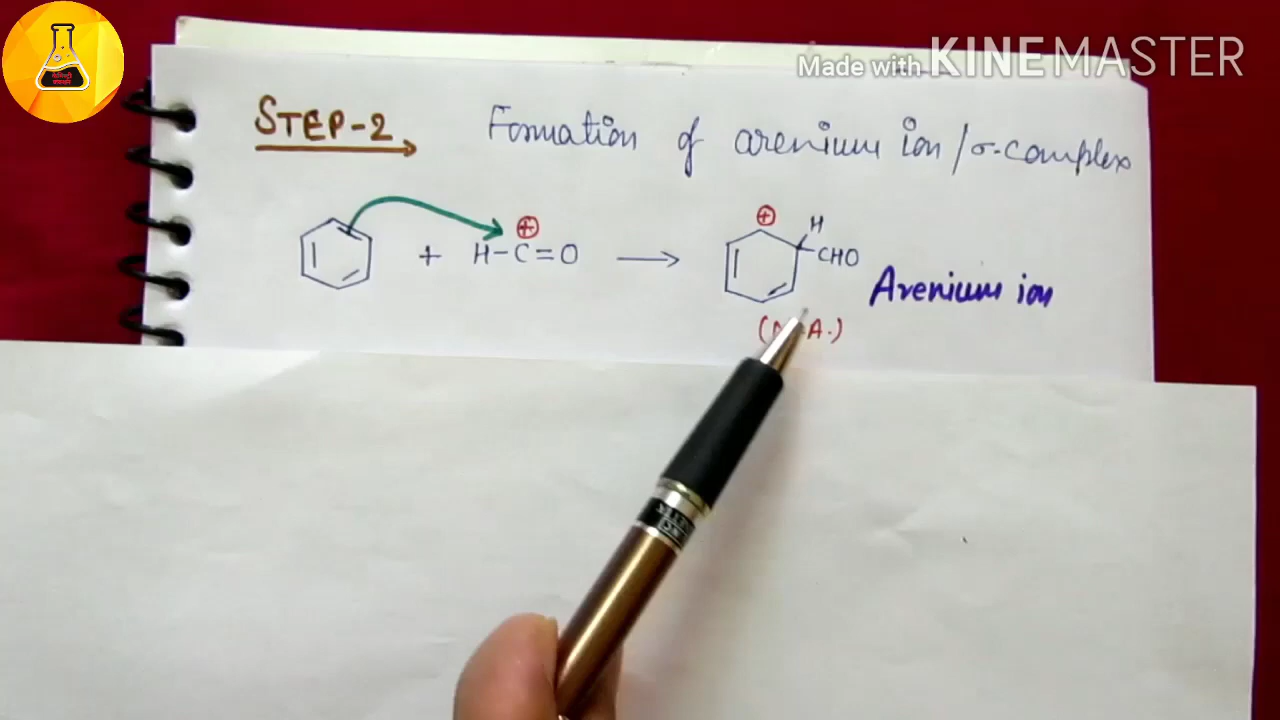 Made with KINEMASTER
STEP-2 Formation of arenium ion/σ-complex
+ H-C=O → H
⊕ ⊕
CHO
Arenium ion